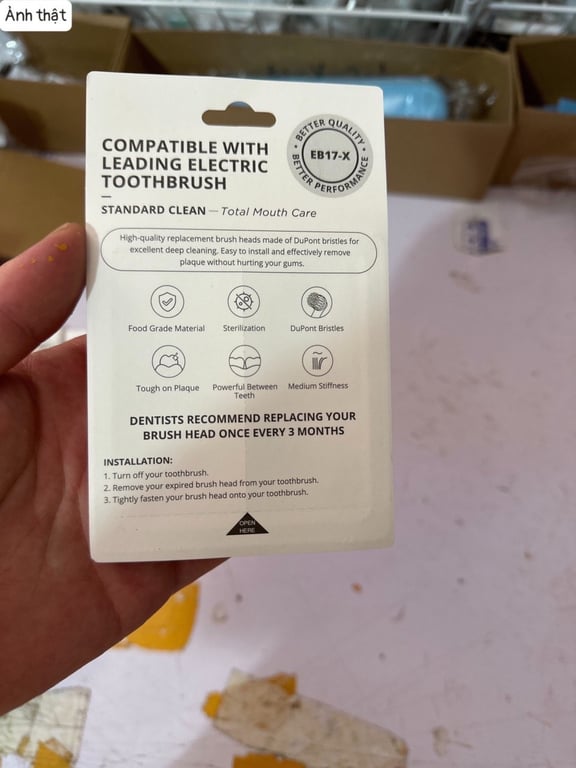 Ảnh thật
COMPATIBLE WITH
LEADING ELECTRIC
TOOTHBRUSH
BETTER QUALITY
EB17-X
BETTER PERFORMANCE
STANDARD CLEAN — Total Mouth Care
High-quality replacement brush heads made of DuPont bristles for
excellent deep cleaning. Easy to install and effectively remove
plaque without hurting your gums.
Food Grade Material
Sterilization
DuPont Bristles
Tough on Plaque
Powerful Between
Teeth
Medium Stiffness
DENTISTS RECOMMEND REPLACING YOUR
BRUSH HEAD ONCE EVERY 3 MONTHS
INSTALLATION:
1. Turn off your toothbrush.
2. Remove your expired brush head from your toothbrush.
3. Tightly fasten your brush head onto your toothbrush.
OPEN
HERE